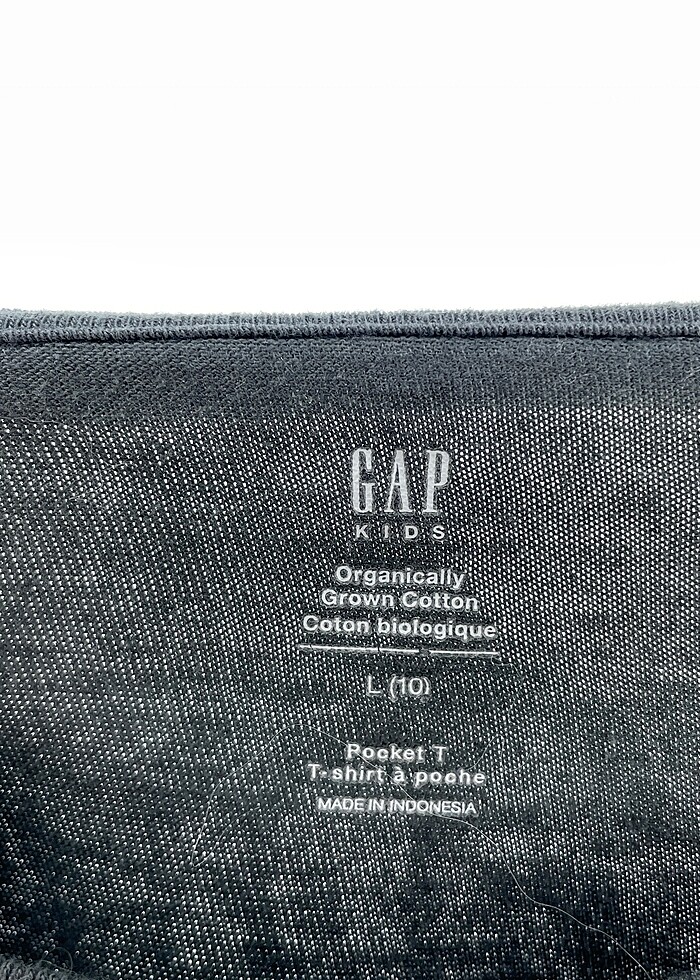 GAP
KIDS
Organically
Grown Cotton
Coton biologique
L (10)
Pocket T
T-shirt à poche
MADE IN INDONESIA